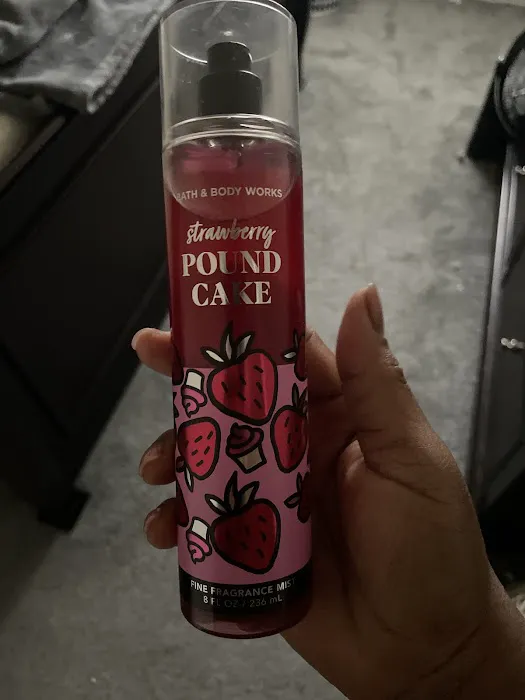 BATH & BODY WORKS
strawberry
POUND
CAKE
FINE FRAGRANCE MIST
8 FL OZ / 236 mL